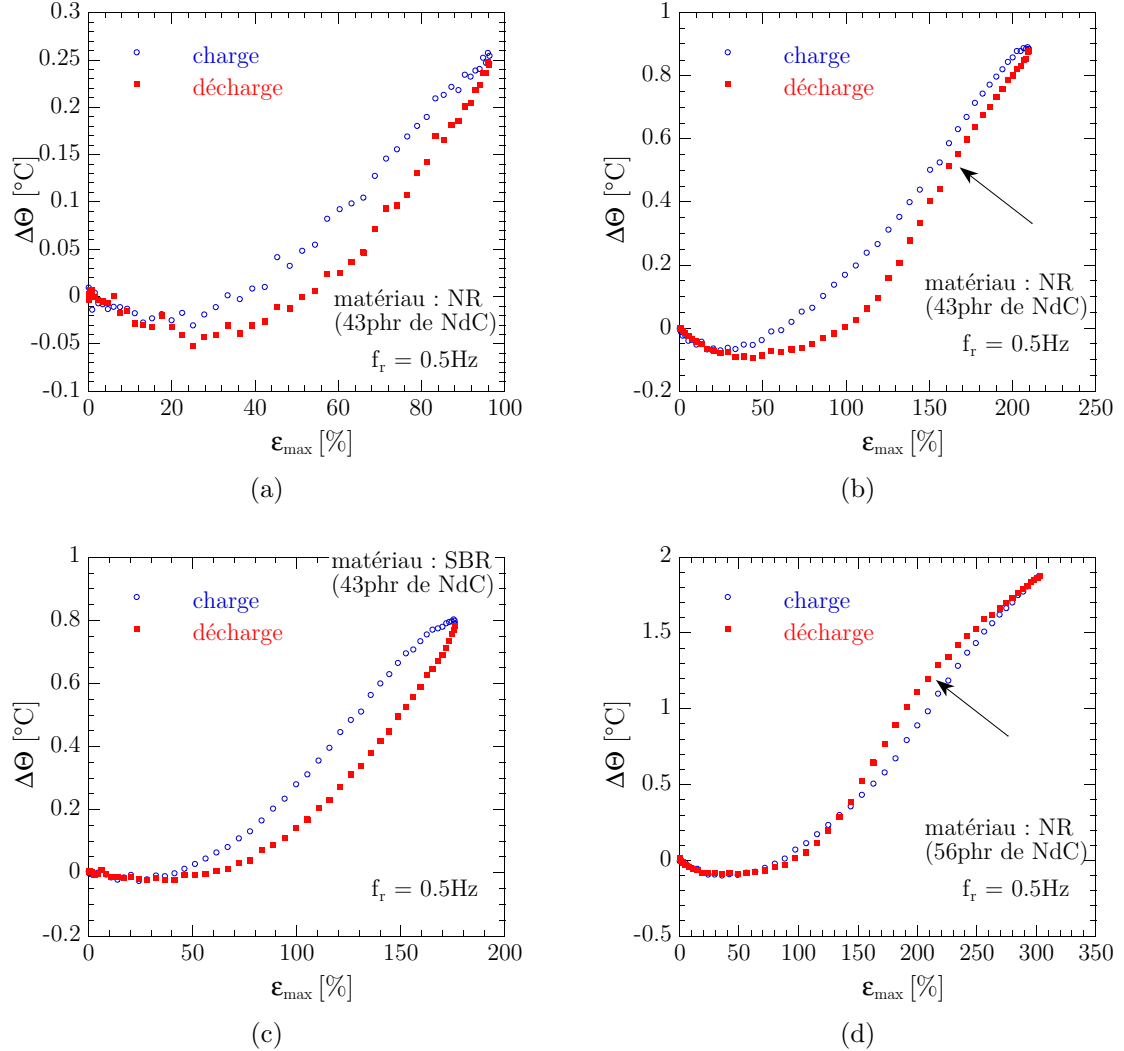 0.3
0.25
0.2
0.15
0.1
0.05
0
-0.05
-0.1
0
20
40
60
80
100
ΔΘ [°C]
ε_max [%]
charge
décharge
matériau : NR
(43phr de NdC)
f_r = 0.5Hz
(a)
1
0.8
0.6
0.4
0.2
0
-0.2
0
50
100
150
200
250
ΔΘ [°C]
ε_max [%]
charge
décharge
matériau : NR
(43phr de NdC)
f_r = 0.5Hz
(b)
1
0.8
0.6
0.4
0.2
0
-0.2
0
50
100
150
200
ΔΘ [°C]
ε_max [%]
matériau : SBR
(43phr de NdC)
charge
décharge
f_r = 0.5Hz
(c)
2
1.5
1
0.5
0
-0.5
0
50
100
150
200
250
300
350
ΔΘ [°C]
ε_max [%]
charge
décharge
matériau : NR
(56phr de NdC)
f_r = 0.5Hz
(d)